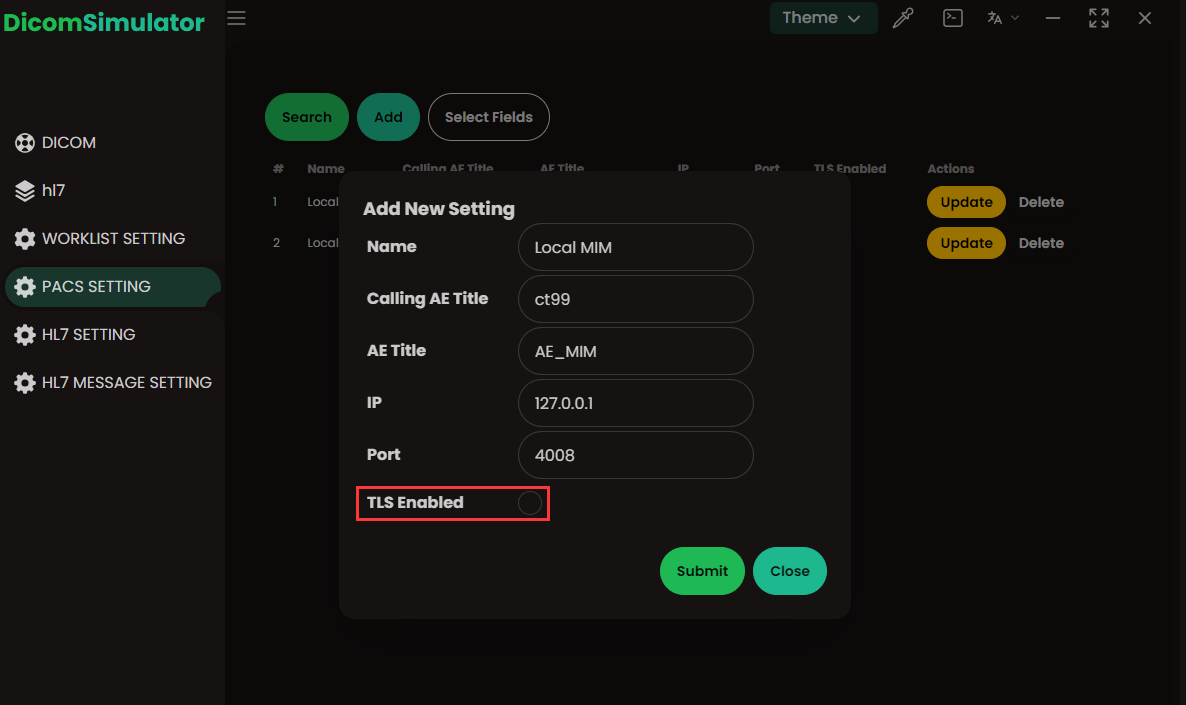 DicomSimulator
Theme
DICOM
hl7
WORKLIST SETTING
PACS SETTING
HL7 SETTING
HL7 MESSAGE SETTING
Search
Add
Select Fields
# Name Calling AE Title AE Title IP Port TLS Enabled Actions
1 Local Update Delete
2 Local Update Delete
Add New Setting
Name Local MIM
Calling AE Title ct99
AE Title AE_MIM
IP 127.0.0.1
Port 4008
TLS Enabled
Submit
Close